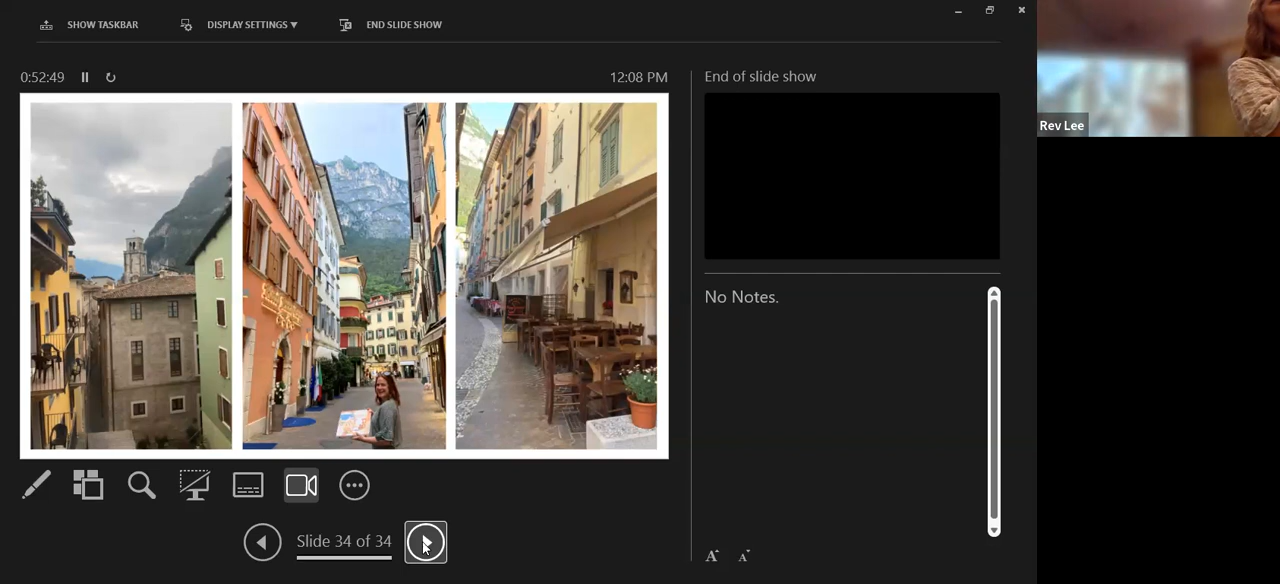 SHOW TASKBAR
DISPLAY SETTINGS ▼
END SLIDE SHOW
0:52:49
12:08 PM
End of slide show
Rev Lee
No Notes.
Slide 34 of 34
A A